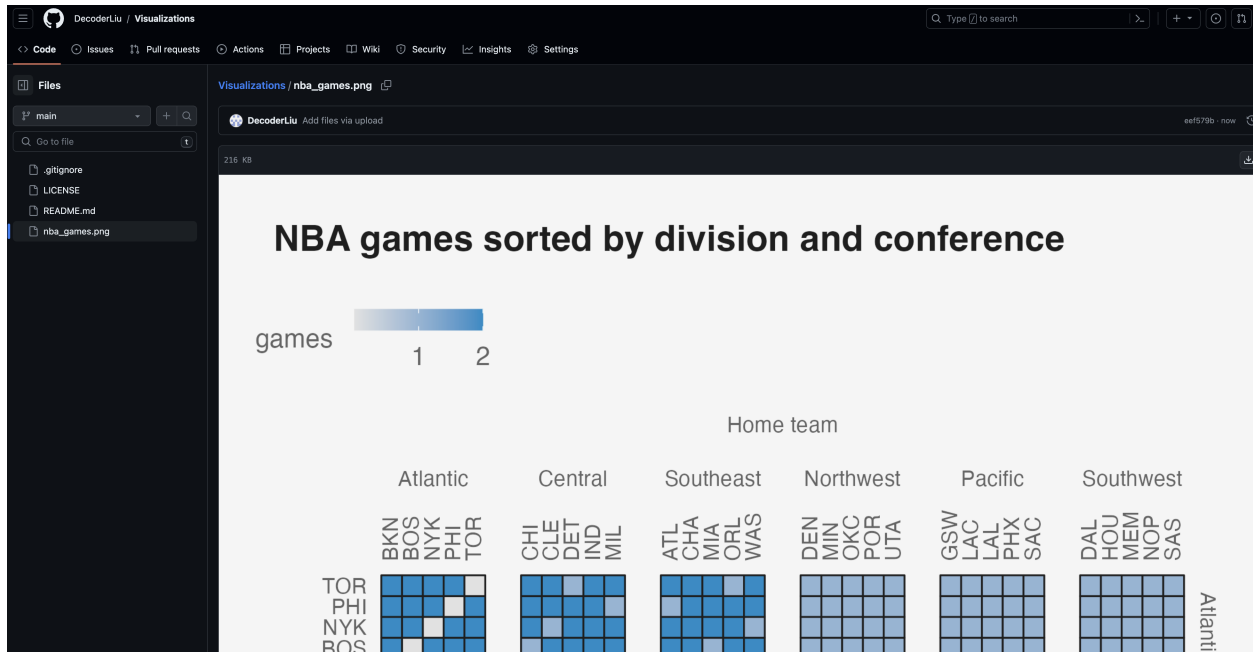 DecoderLiu / Visualizations
Type / to search
Code Issues Pull requests Actions Projects Wiki Security Insights Settings
Files
main
Go to file t
.gitignore
LICENSE
README.md
nba_games.png
Visualizations / nba_games.png
DecoderLiu Add files via upload eef579b · now
216 KB
NBA games sorted by division and conference
games
1 2
Home team
Atlantic Central Southeast Northwest Pacific Southwest
BKN BOS NYK PHI TOR CHI CLE DET IND MIL ATL CHA MIA ORL WAS DEN MIN OKC POR UTA GSW LAC LAL PHX SAC DAL HOU MEM NOP SAS
TOR
PHI
NYK
BOS
Atlanti